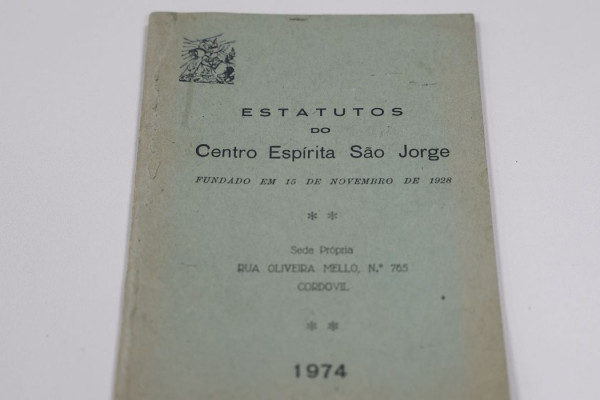 ESTATUTOS
DO
Centro Espírita São Jorge
FUNDADO EM 15 DE NOVEMBRO DE 1928
Sede Própria
RUA OLIVEIRA MELLO, N.º 765
CORDOVIL
1974